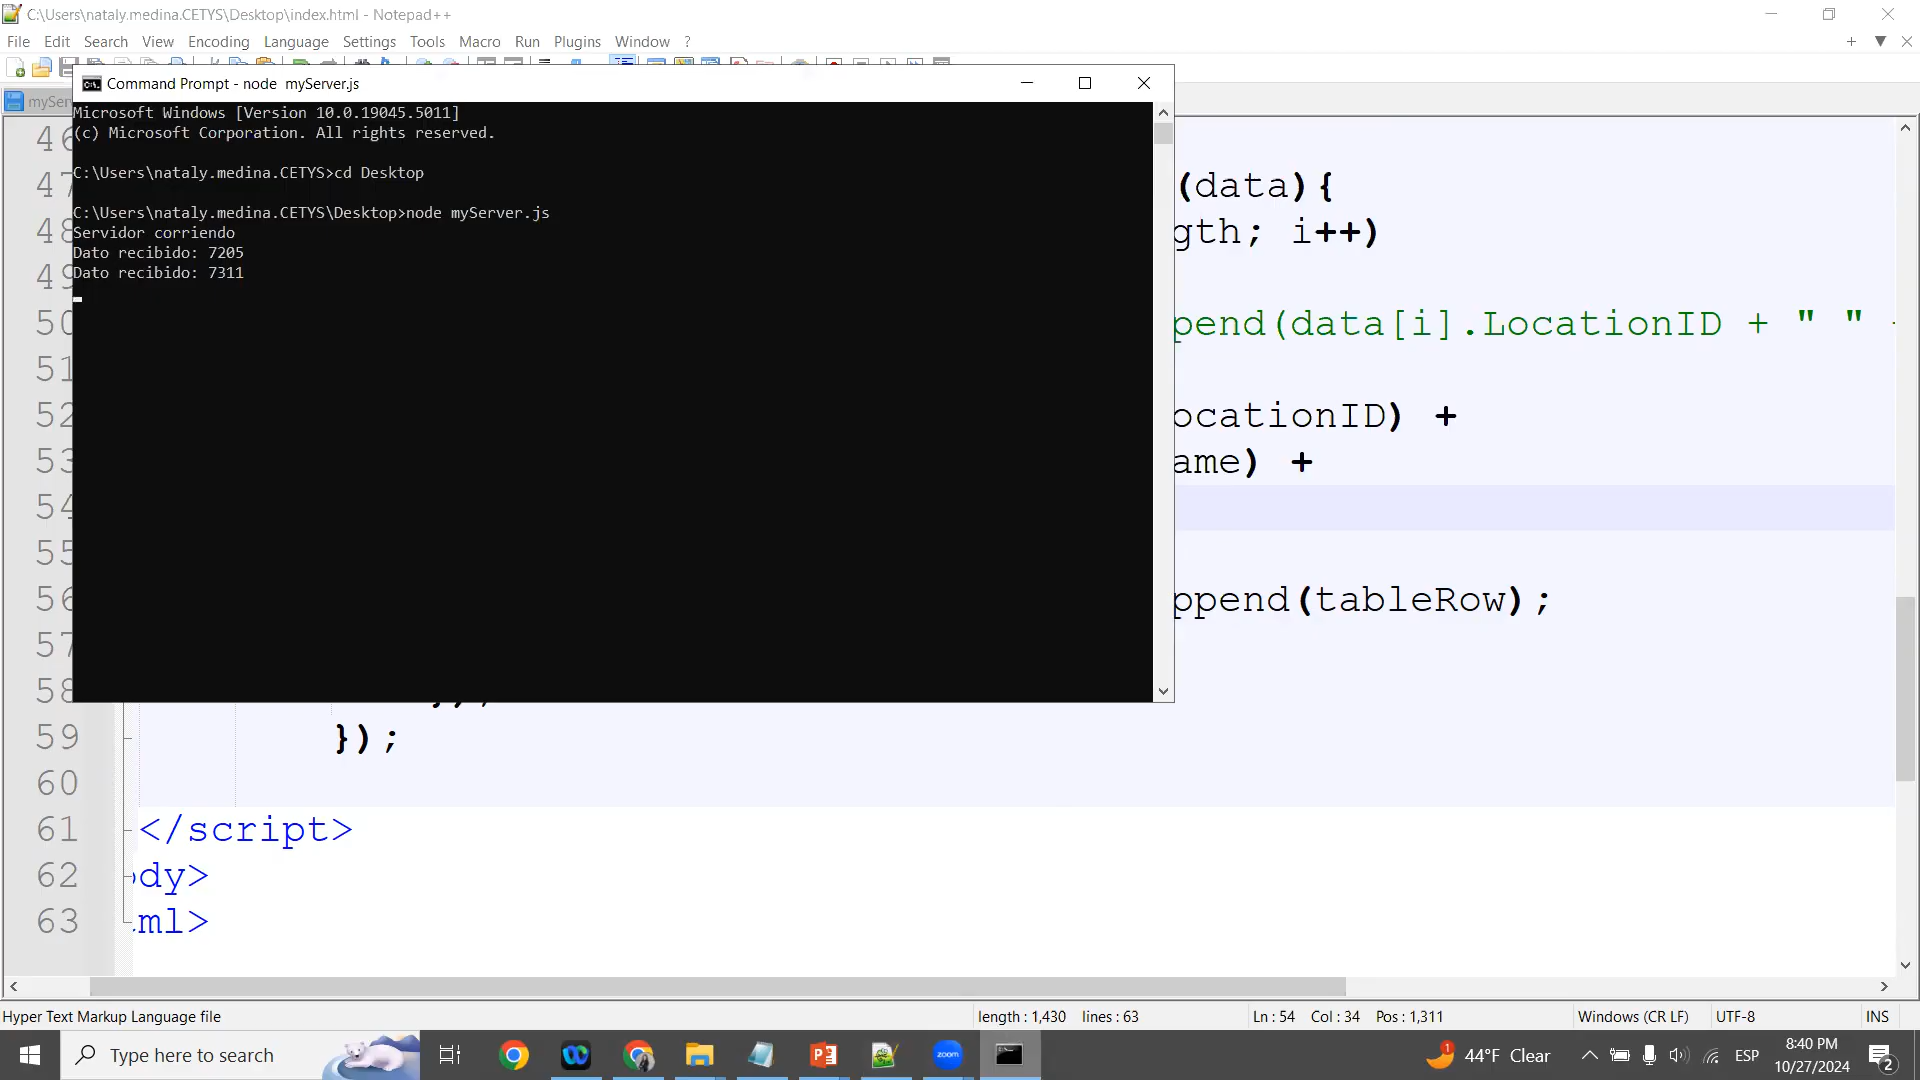 C:\Users\nataly.medina.CETYS\Desktop\index.html - Notepad++
File Edit Search View Encoding Language Settings Tools Macro Run Plugins Window ?
Command Prompt - node  myServer.js
Microsoft Windows [Version 10.0.19045.5011]
(c) Microsoft Corporation. All rights reserved.
C:\Users\nataly.medina.CETYS>cd Desktop
C:\Users\nataly.medina.CETYS\Desktop>node myServer.js
Servidor corriendo
Dato recibido: 7205
Dato recibido: 7311
(data){
gth; i++)
pend(data[i].LocationID + " "
ocationID) +
ame) +
ppend(tableRow);
59 });
60
61 </script>
62 ody>
63 ml>
Hyper Text Markup Language file length : 1,430 lines : 63 Ln : 54 Col : 34 Pos : 1,311 Windows (CR LF) UTF-8 INS
Type here to search
zoom
1 44°F Clear
ESP
8:40 PM
10/27/2024
2